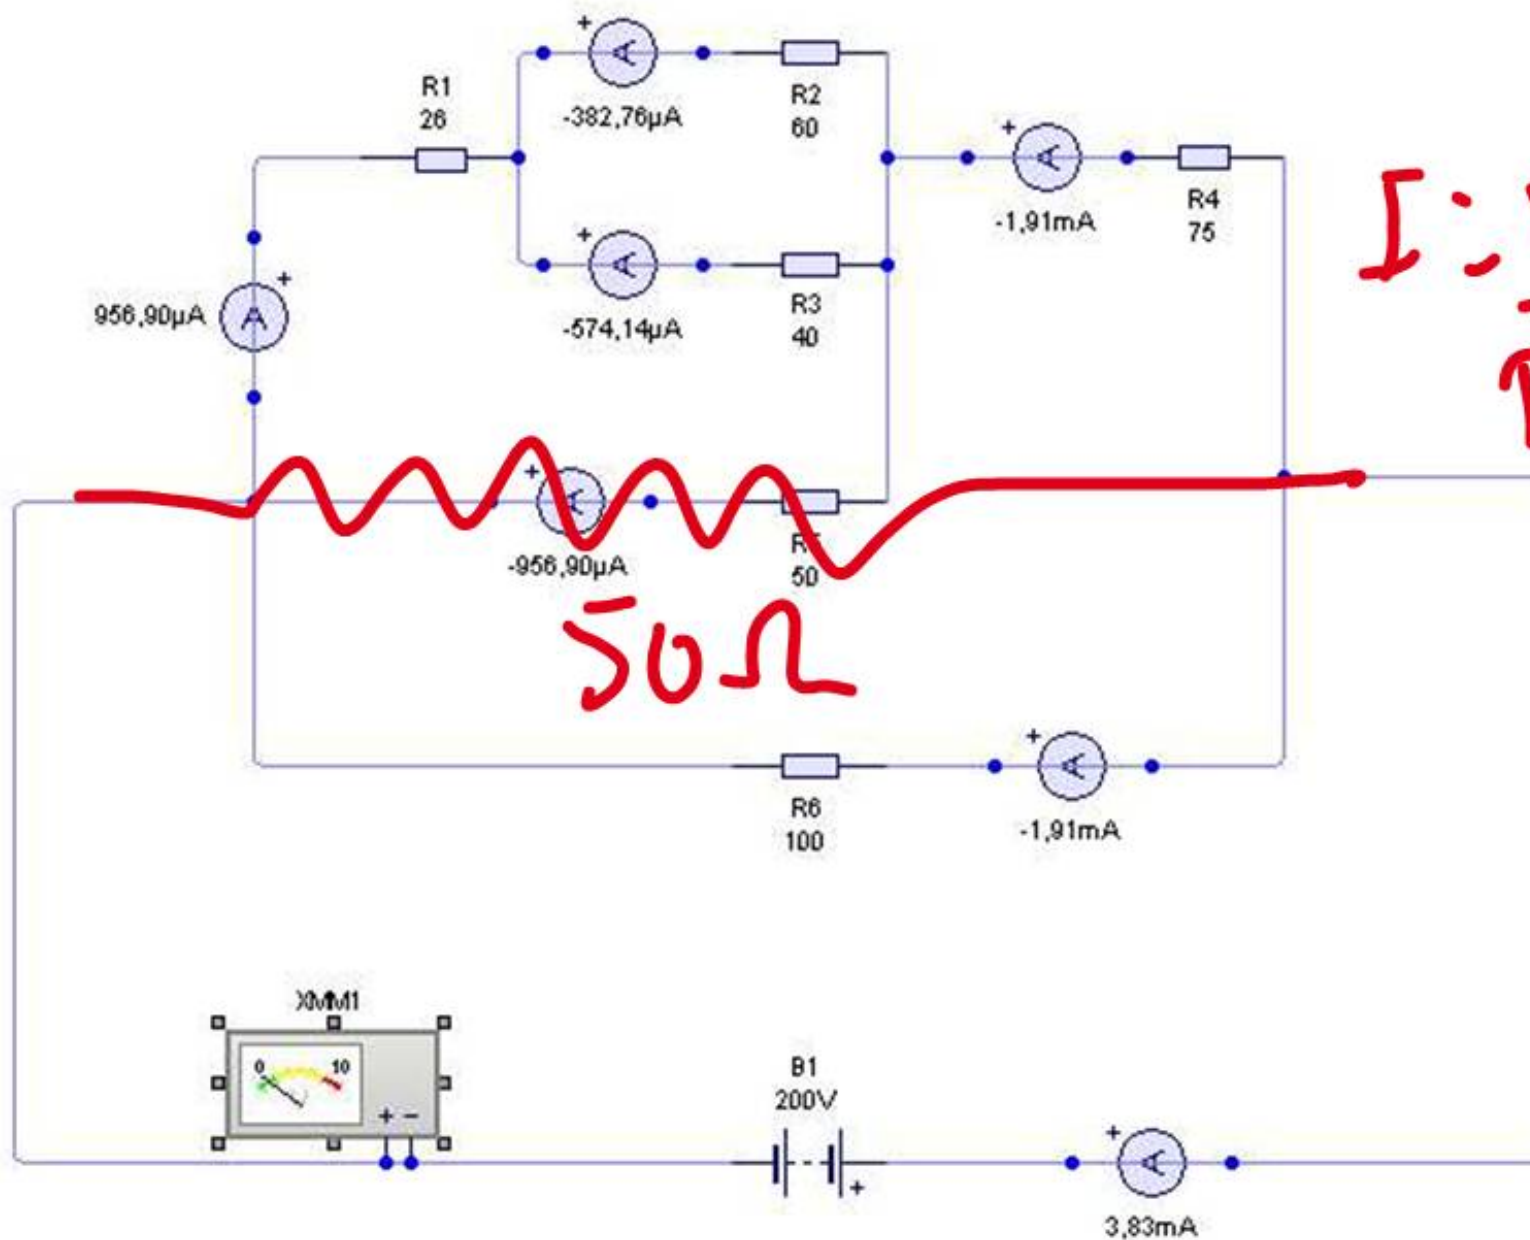 +
-382,76µA
R2
60
R1
26
+
-1,91mA
R4
75
I :
+
956,90µA
+
-574,14µA
R3
40
+
-956,90µA
50
50Ω
R6
100
+
-1,91mA
XMM1
0 10
+ −
B1
200V
+
+
3,83mA